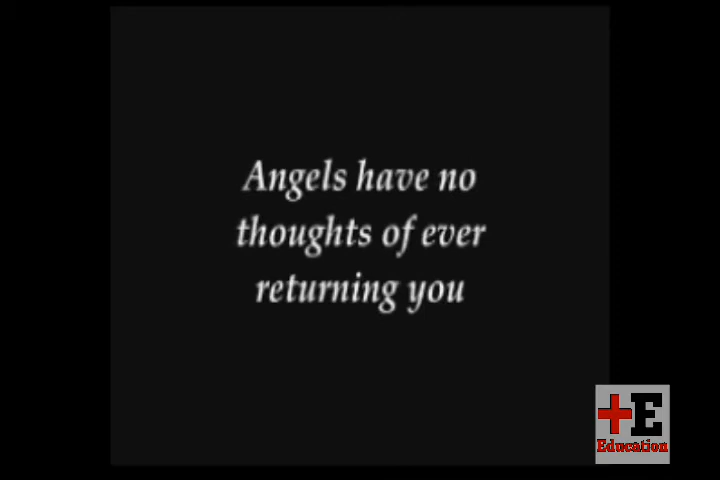 Angels have no
thoughts of ever
returning you
+E
Education